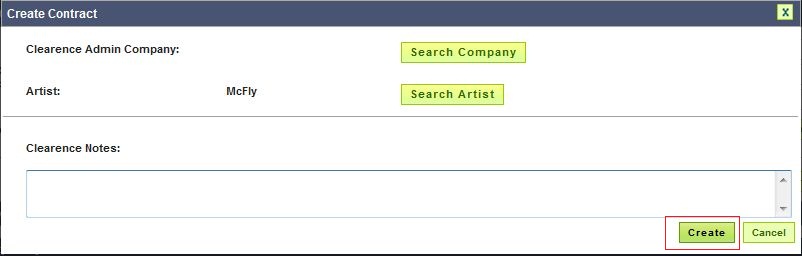 Create Contract X
Clearence Admin Company: Search Company
Artist: McFly Search Artist
Clearence Notes:
Create Cancel